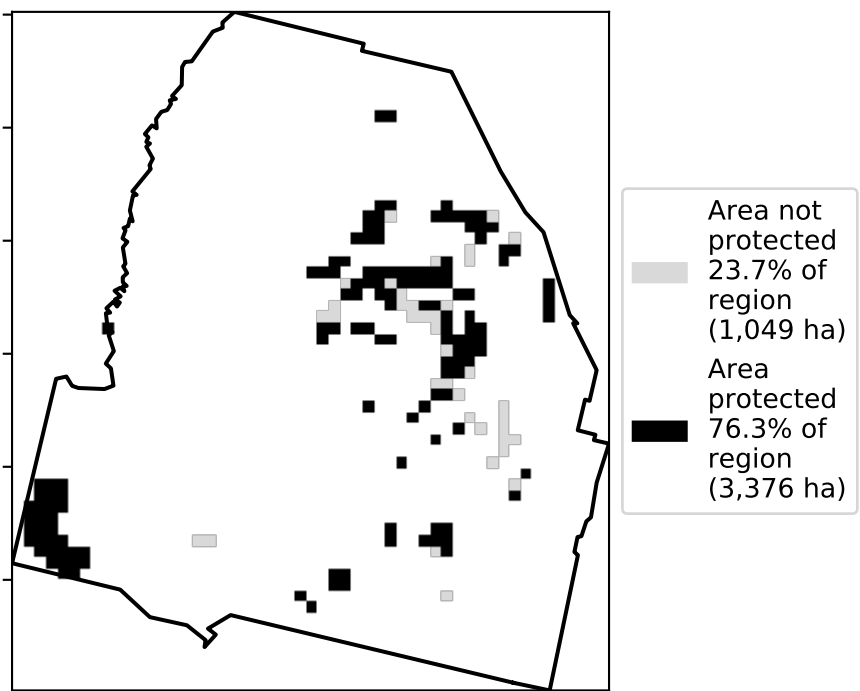 Area not
protected
23.7% of
region
(1,049 ha)
Area
protected
76.3% of
region
(3,376 ha)